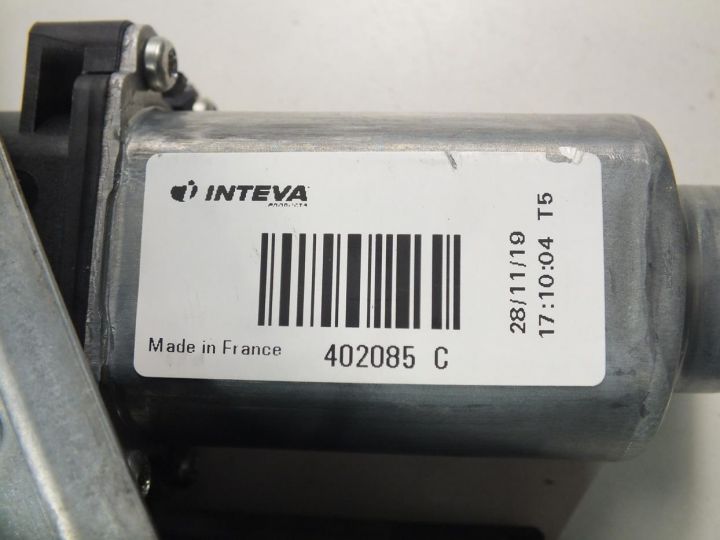 INTEVA
PRODUCTS
Made in France
402085 C
28/11/19
17:10:04 T5